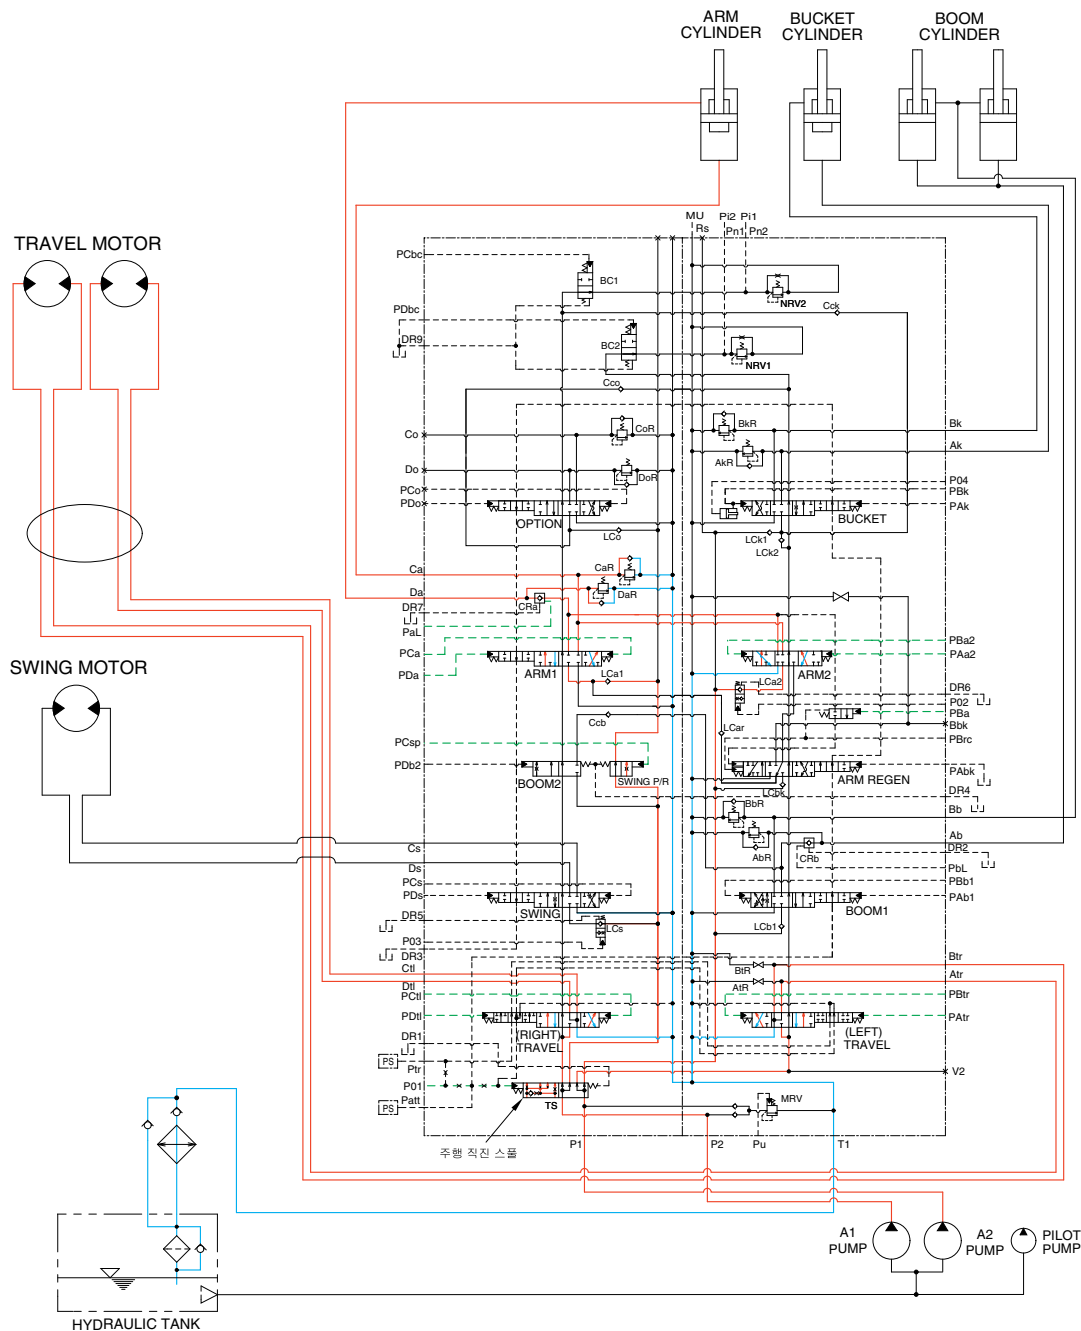 ARM
CYLINDER
BUCKET
CYLINDER
BOOM
CYLINDER
TRAVEL MOTOR
MU
Rs
Pi2
Pi1
Pn1
Pn2
PCbc
BC1
NRV2
Cck
PDbc
DR9
BC2
NRV1
Cco
Co
CoR
BkR
Bk
Do
DoR
AkR
Ak
PCo
PDo
OPTION
LCo
P04
PBk
PAk
BUCKET
LCk1
LCk2
Ca
CaR
Da
DaR
DR7
CRa
PaL
PCa
PDa
ARM1
LCa1
PBa2
PAa2
ARM2
LCa2
DR6
P02
PBa
Bbk
LCar
Ccb
PCsp
PDb2
BOOM2
SWING P/R
PBrc
PAbk
ARM REGEN
LCbk
DR4
SWING MOTOR
BbR
Bb
AbR
Ab
CRb
DR2
PbL
Cs
Ds
PCs
PDs
SWING
PBb1
PAb1
BOOM1
LCb1
DR5
P03
LCs
DR3
Ctl
Dtl
PCtl
PDtl
(RIGHT)
TRAVEL
BtR
AtR
Btr
Atr
PBtr
PAtr
(LEFT)
TRAVEL
DR1
PS
Ptr
P01
Patt
PS
TS
V2
MRV
주행 직진 스풀
P1
P2
Pu
T1
A1
PUMP
A2
PUMP
PILOT
PUMP
HYDRAULIC TANK